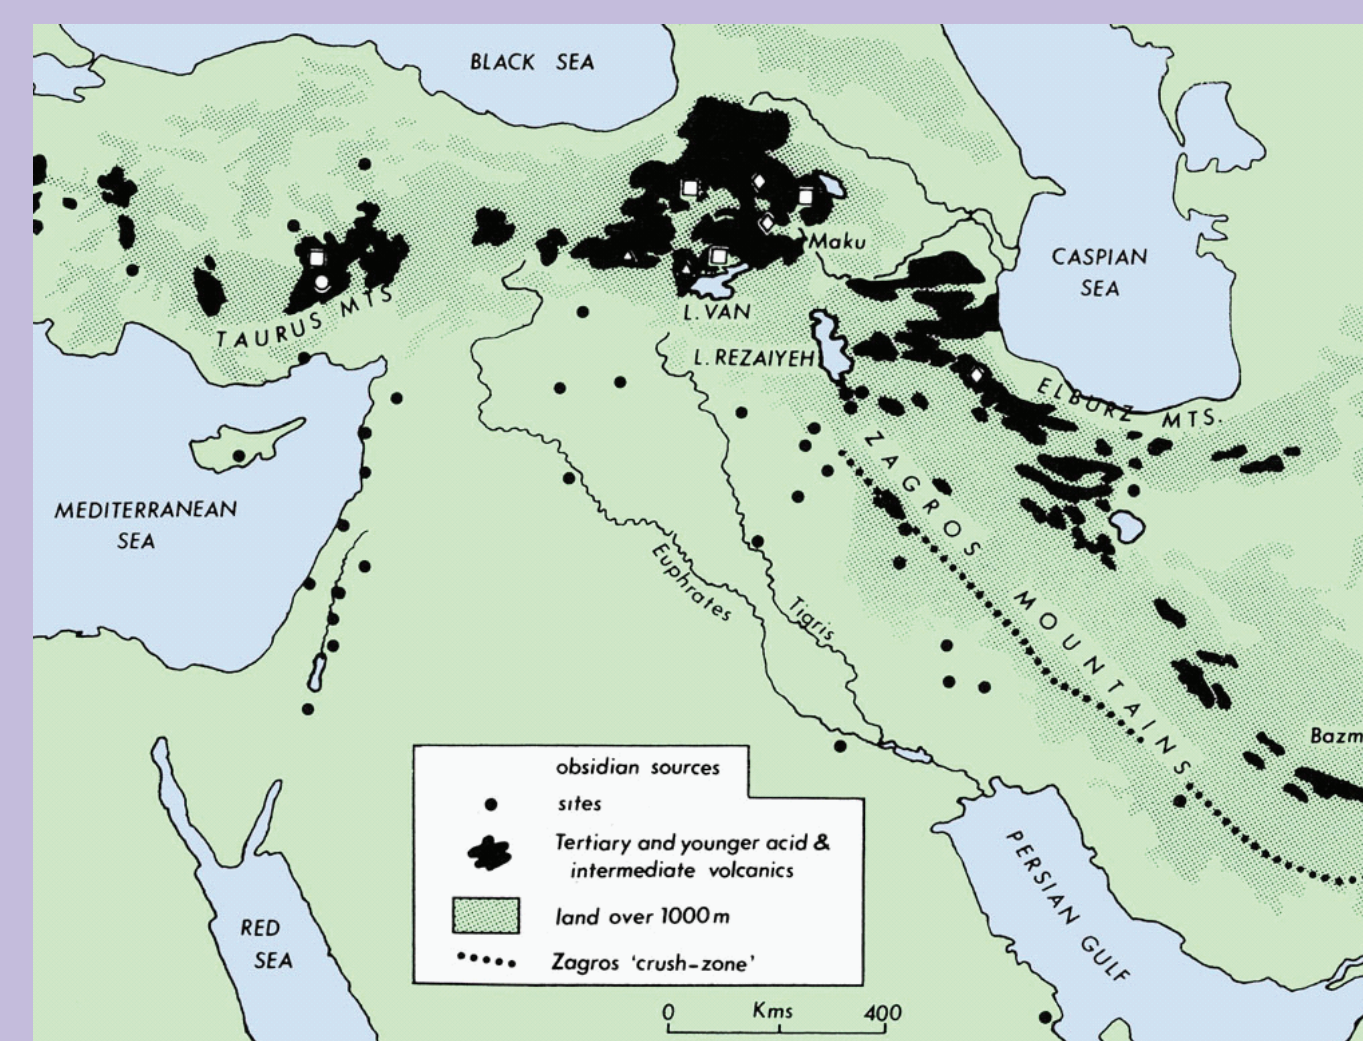 BLACK SEA
CASPIAN
SEA
Maku
L. VAN
L. REZAIYEH
TAURUS MTS
ELBURZ MTS.
ZAGROS MOUNTAINS
MEDITERRANEAN
SEA
Euphrates
Tigris
Bazm
obsidian sources
sites
Tertiary and younger acid &
intermediate volcanics
land over 1000 m
Zagros 'crush-zone'
PERSIAN GULF
RED
SEA
0 Kms 400